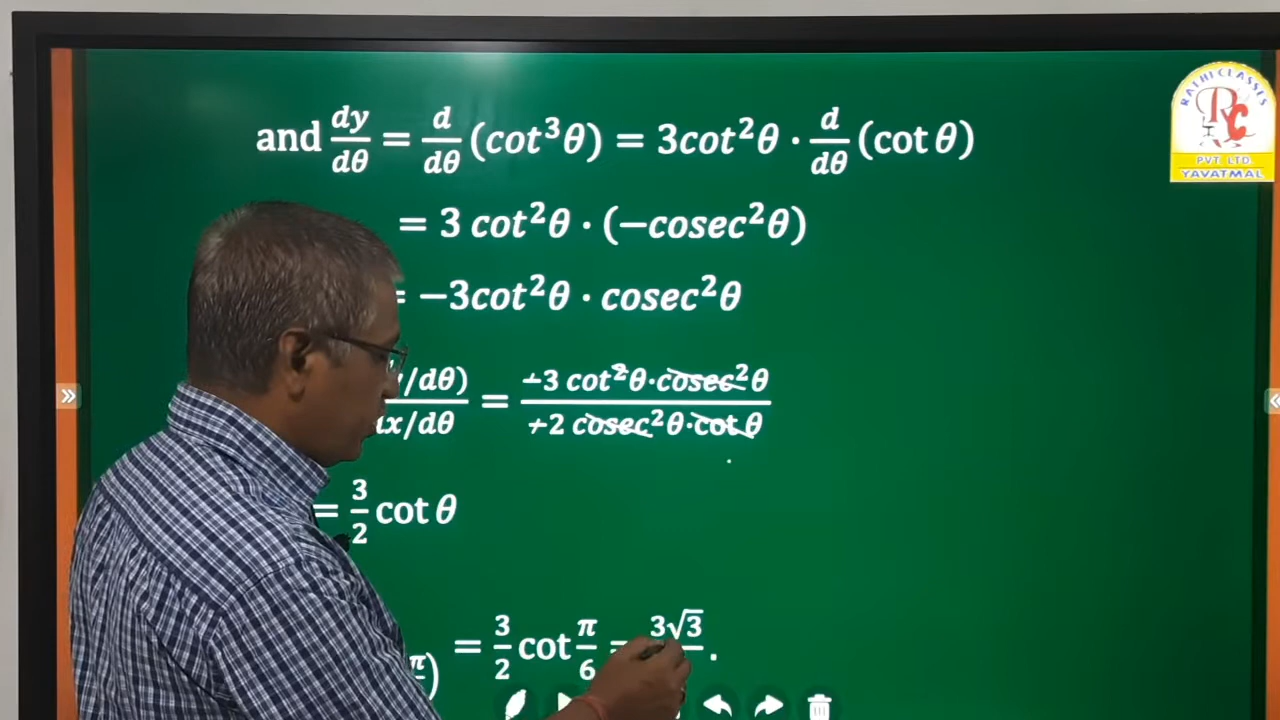 RATHI CLASSES
RC
PVT. LTD.
YAVATMAL
and dy/dθ = d/dθ (cot³θ) = 3cot²θ · d/dθ (cot θ)
= 3 cot²θ · (−cosec²θ)
= −3cot²θ · cosec²θ
/dθ) / dx/dθ = −3 cot²θ·cosec²θ / −2 cosec²θ·cot θ
= 3/2 cot θ
π ) = 3/2 cot π/6 = 3√3 .